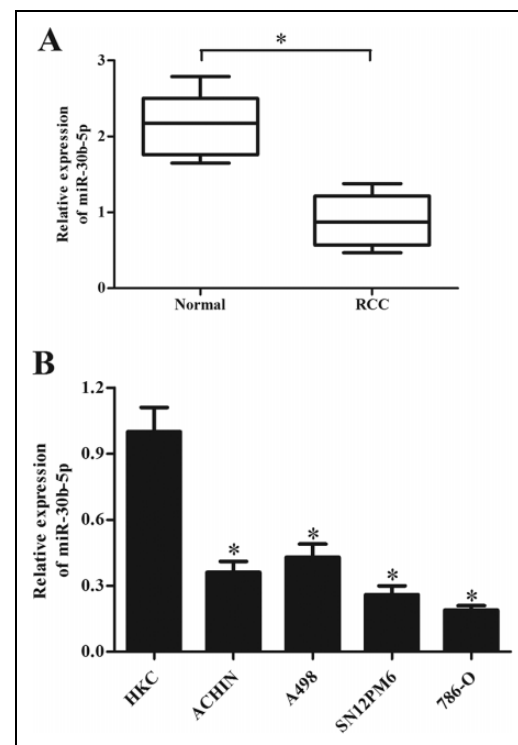 A
*
Relative expression
of miR-30b-5p
3
2
1
0
Normal RCC
B
Relative expression
of miR-30b-5p
1.2
0.9
0.6
0.3
0.0
* * * *
HKC ACHIN A498 SN12PM6 786-O